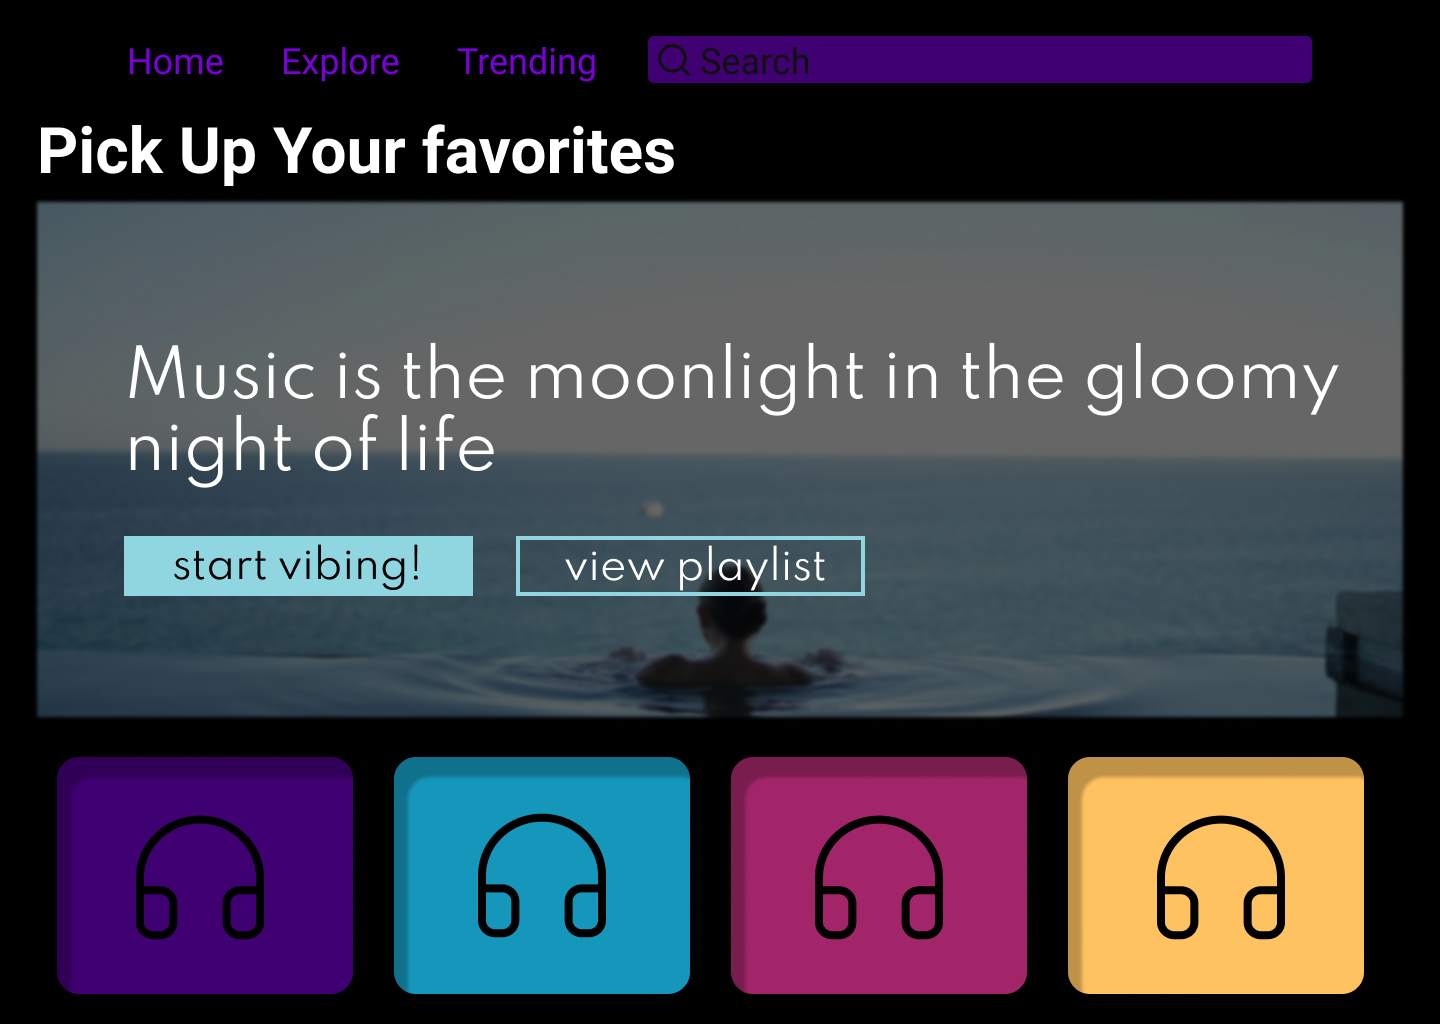 Home Explore Trending Search
Pick Up Your favorites
Music is the moonlight in the gloomy
night of life
start vibing! view playlist